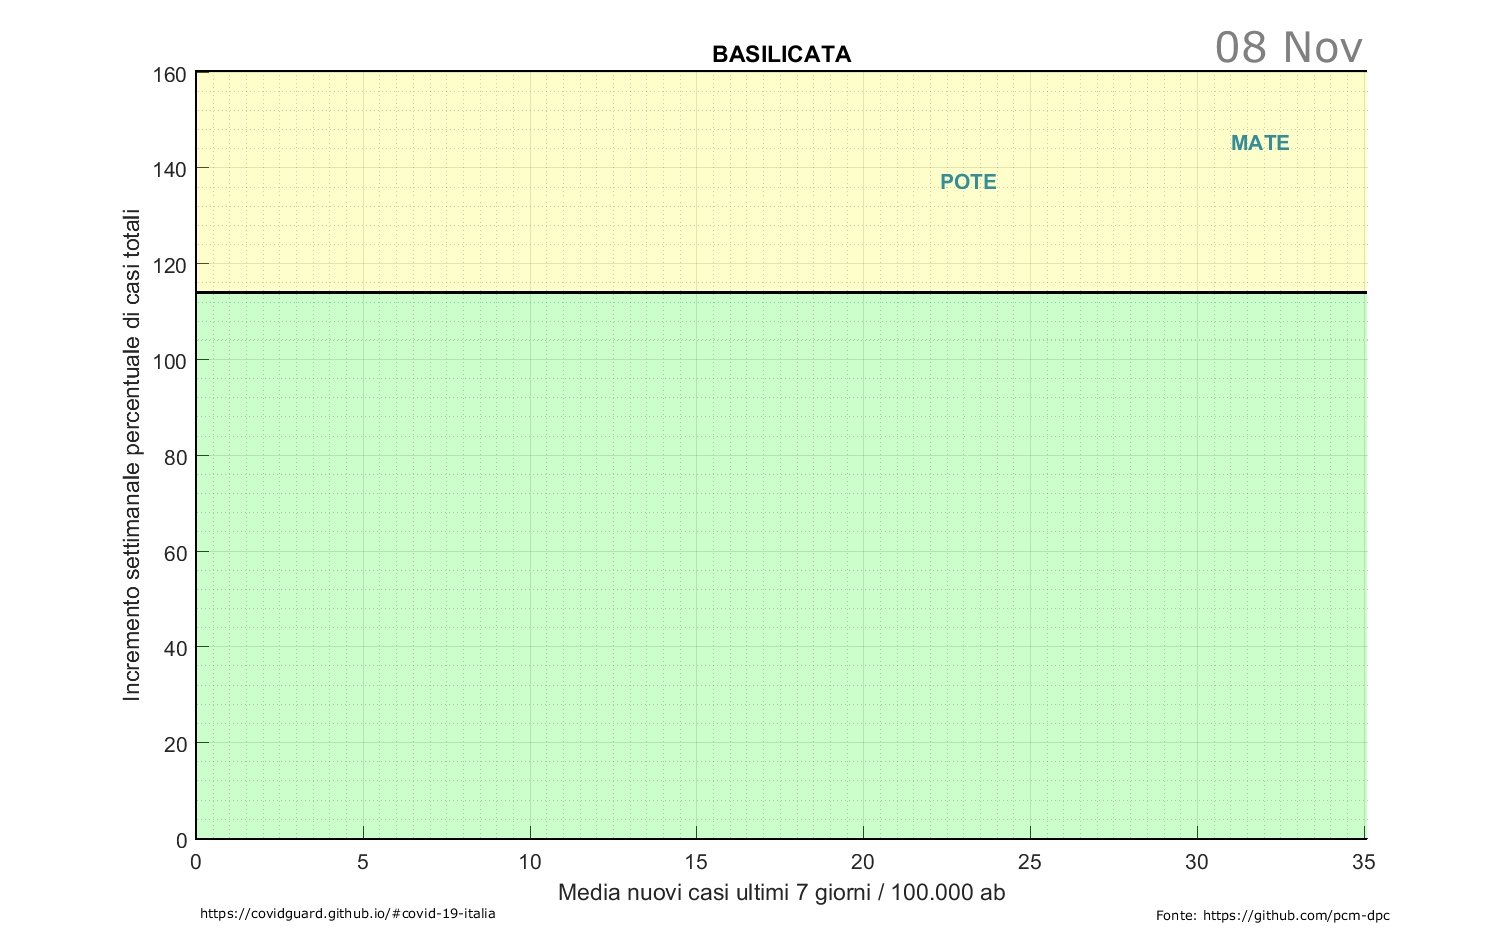 BASILICATA
08 Nov
160
140
120
100
80
60
40
20
0
MATE
POTE
Incremento settimanale percentuale di casi totali
0 5 10 15 20 25 30 35
Media nuovi casi ultimi 7 giorni / 100.000 ab
https://covidguard.github.io/#covid-19-italia
Fonte: https://github.com/pcm-dpc